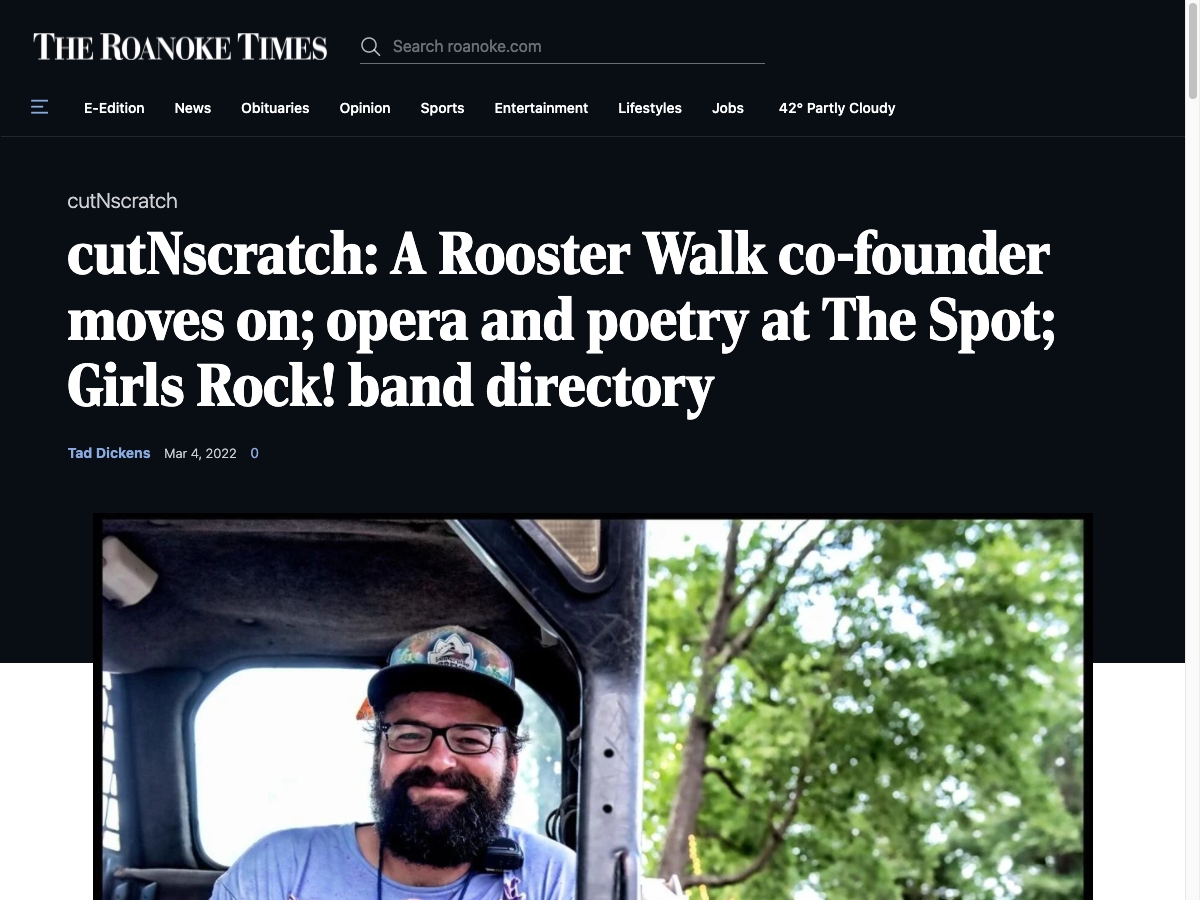 THE ROANOKE TIMES
Search roanoke.com
E-Edition News Obituaries Opinion Sports Entertainment Lifestyles Jobs 42° Partly Cloudy
cutNscratch
cutNscratch: A Rooster Walk co-founder
moves on; opera and poetry at The Spot;
Girls Rock! band directory
Tad Dickens Mar 4, 2022 0